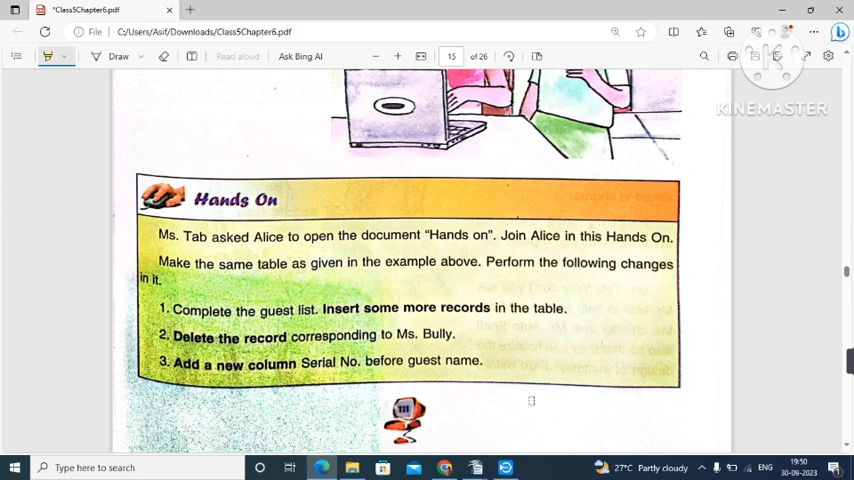 *Class5Chapter6.pdf
File
C:/Users/Asif/Downloads/Class5Chapter6.pdf
Draw
Read aloud
Ask Bing AI
15
of 26
KINEMASTER
Hands On
Ms. Tab asked Alice to open the document “Hands on”. Join Alice in this Hands On.
Make the same table as given in the example above. Perform the following changes
in it.
1. Complete the guest list. Insert some more records in the table.
2. Delete the record corresponding to Ms. Bully.
3. Add a new column Serial No. before guest name.
111
Type here to search
27°C Partly cloudy
ENG
19:50
30-09-2023